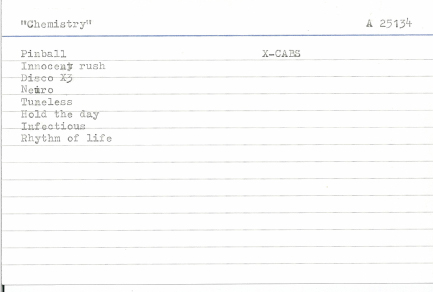 "Chemistry" A 25134
Pinball X-CABS
Innocent rush
Disco X3
Neuro
Tuneless
Hold the day
Infectious
Rhythm of life